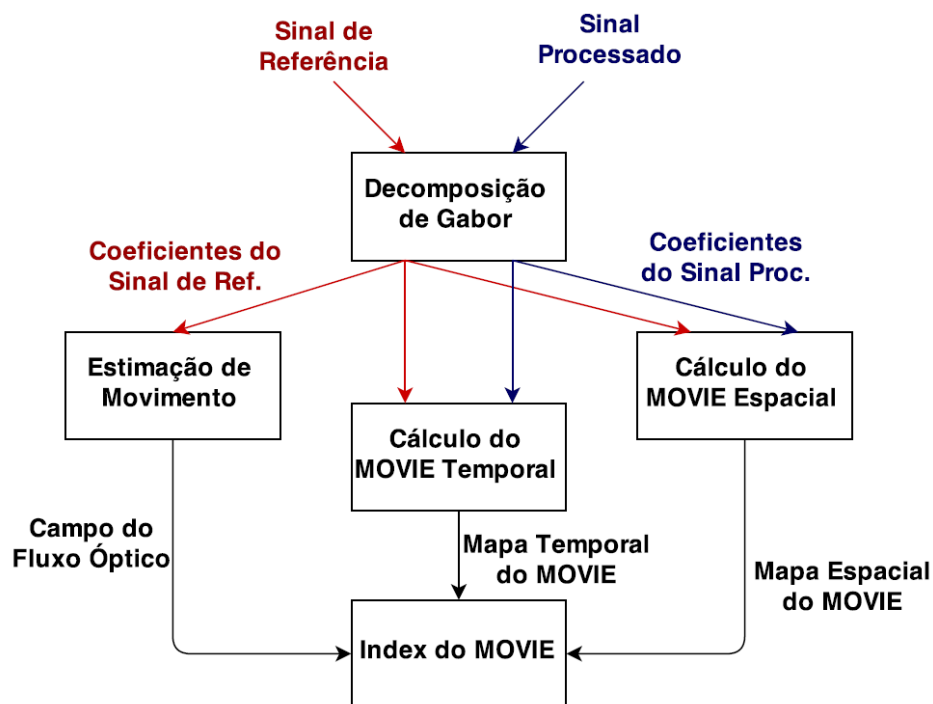 Sinal de
Referência
Sinal
Processado
Decomposição
de Gabor
Coeficientes do
Sinal de Ref.
Coeficientes
do Sinal Proc.
Estimação de
Movimento
Cálculo do
MOVIE Temporal
Cálculo do
MOVIE Espacial
Campo do
Fluxo Óptico
Mapa Temporal
do MOVIE
Mapa Espacial
do MOVIE
Index do MOVIE